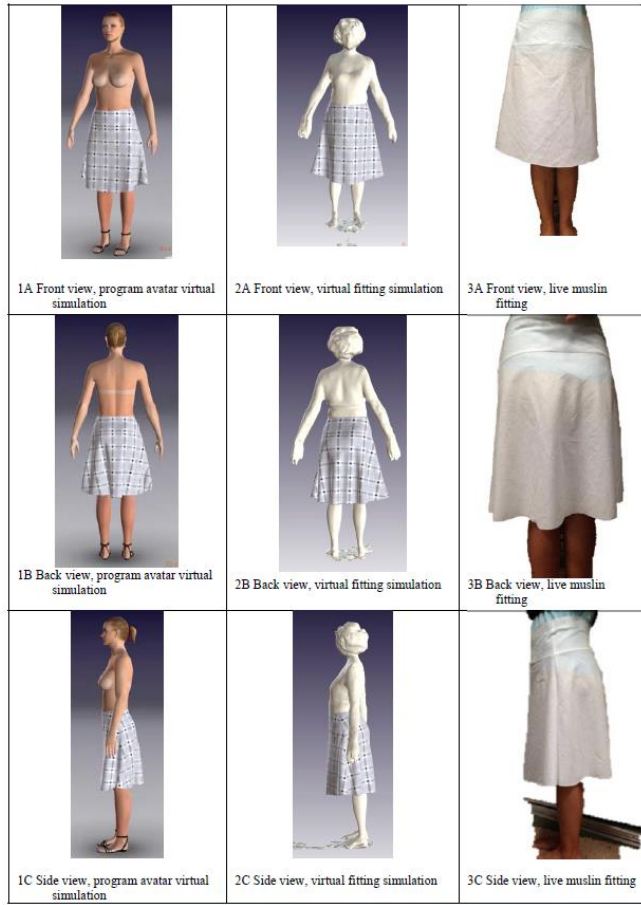 1A Front view, program avatar virtual
simulation
2A Front view, virtual fitting simulation
3A Front view, live muslin
fitting
1B Back view, program avatar virtual
simulation
2B Back view, virtual fitting simulation
3B Back view, live muslin
fitting
1C Side view, program avatar virtual
simulation
2C Side view, virtual fitting simulation
3C Side view, live muslin fitting